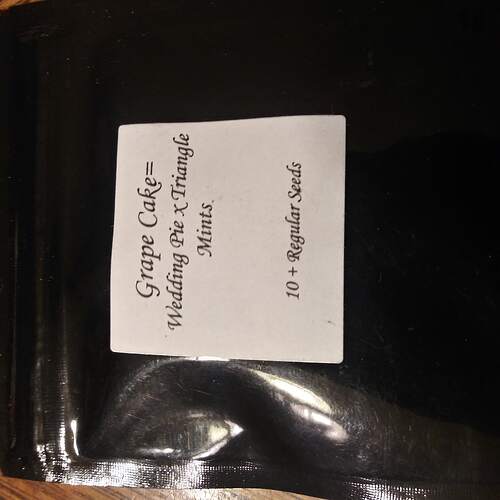 Grape Cake=
Wedding Pie x Triangle
Mints
10 + Regular Seeds